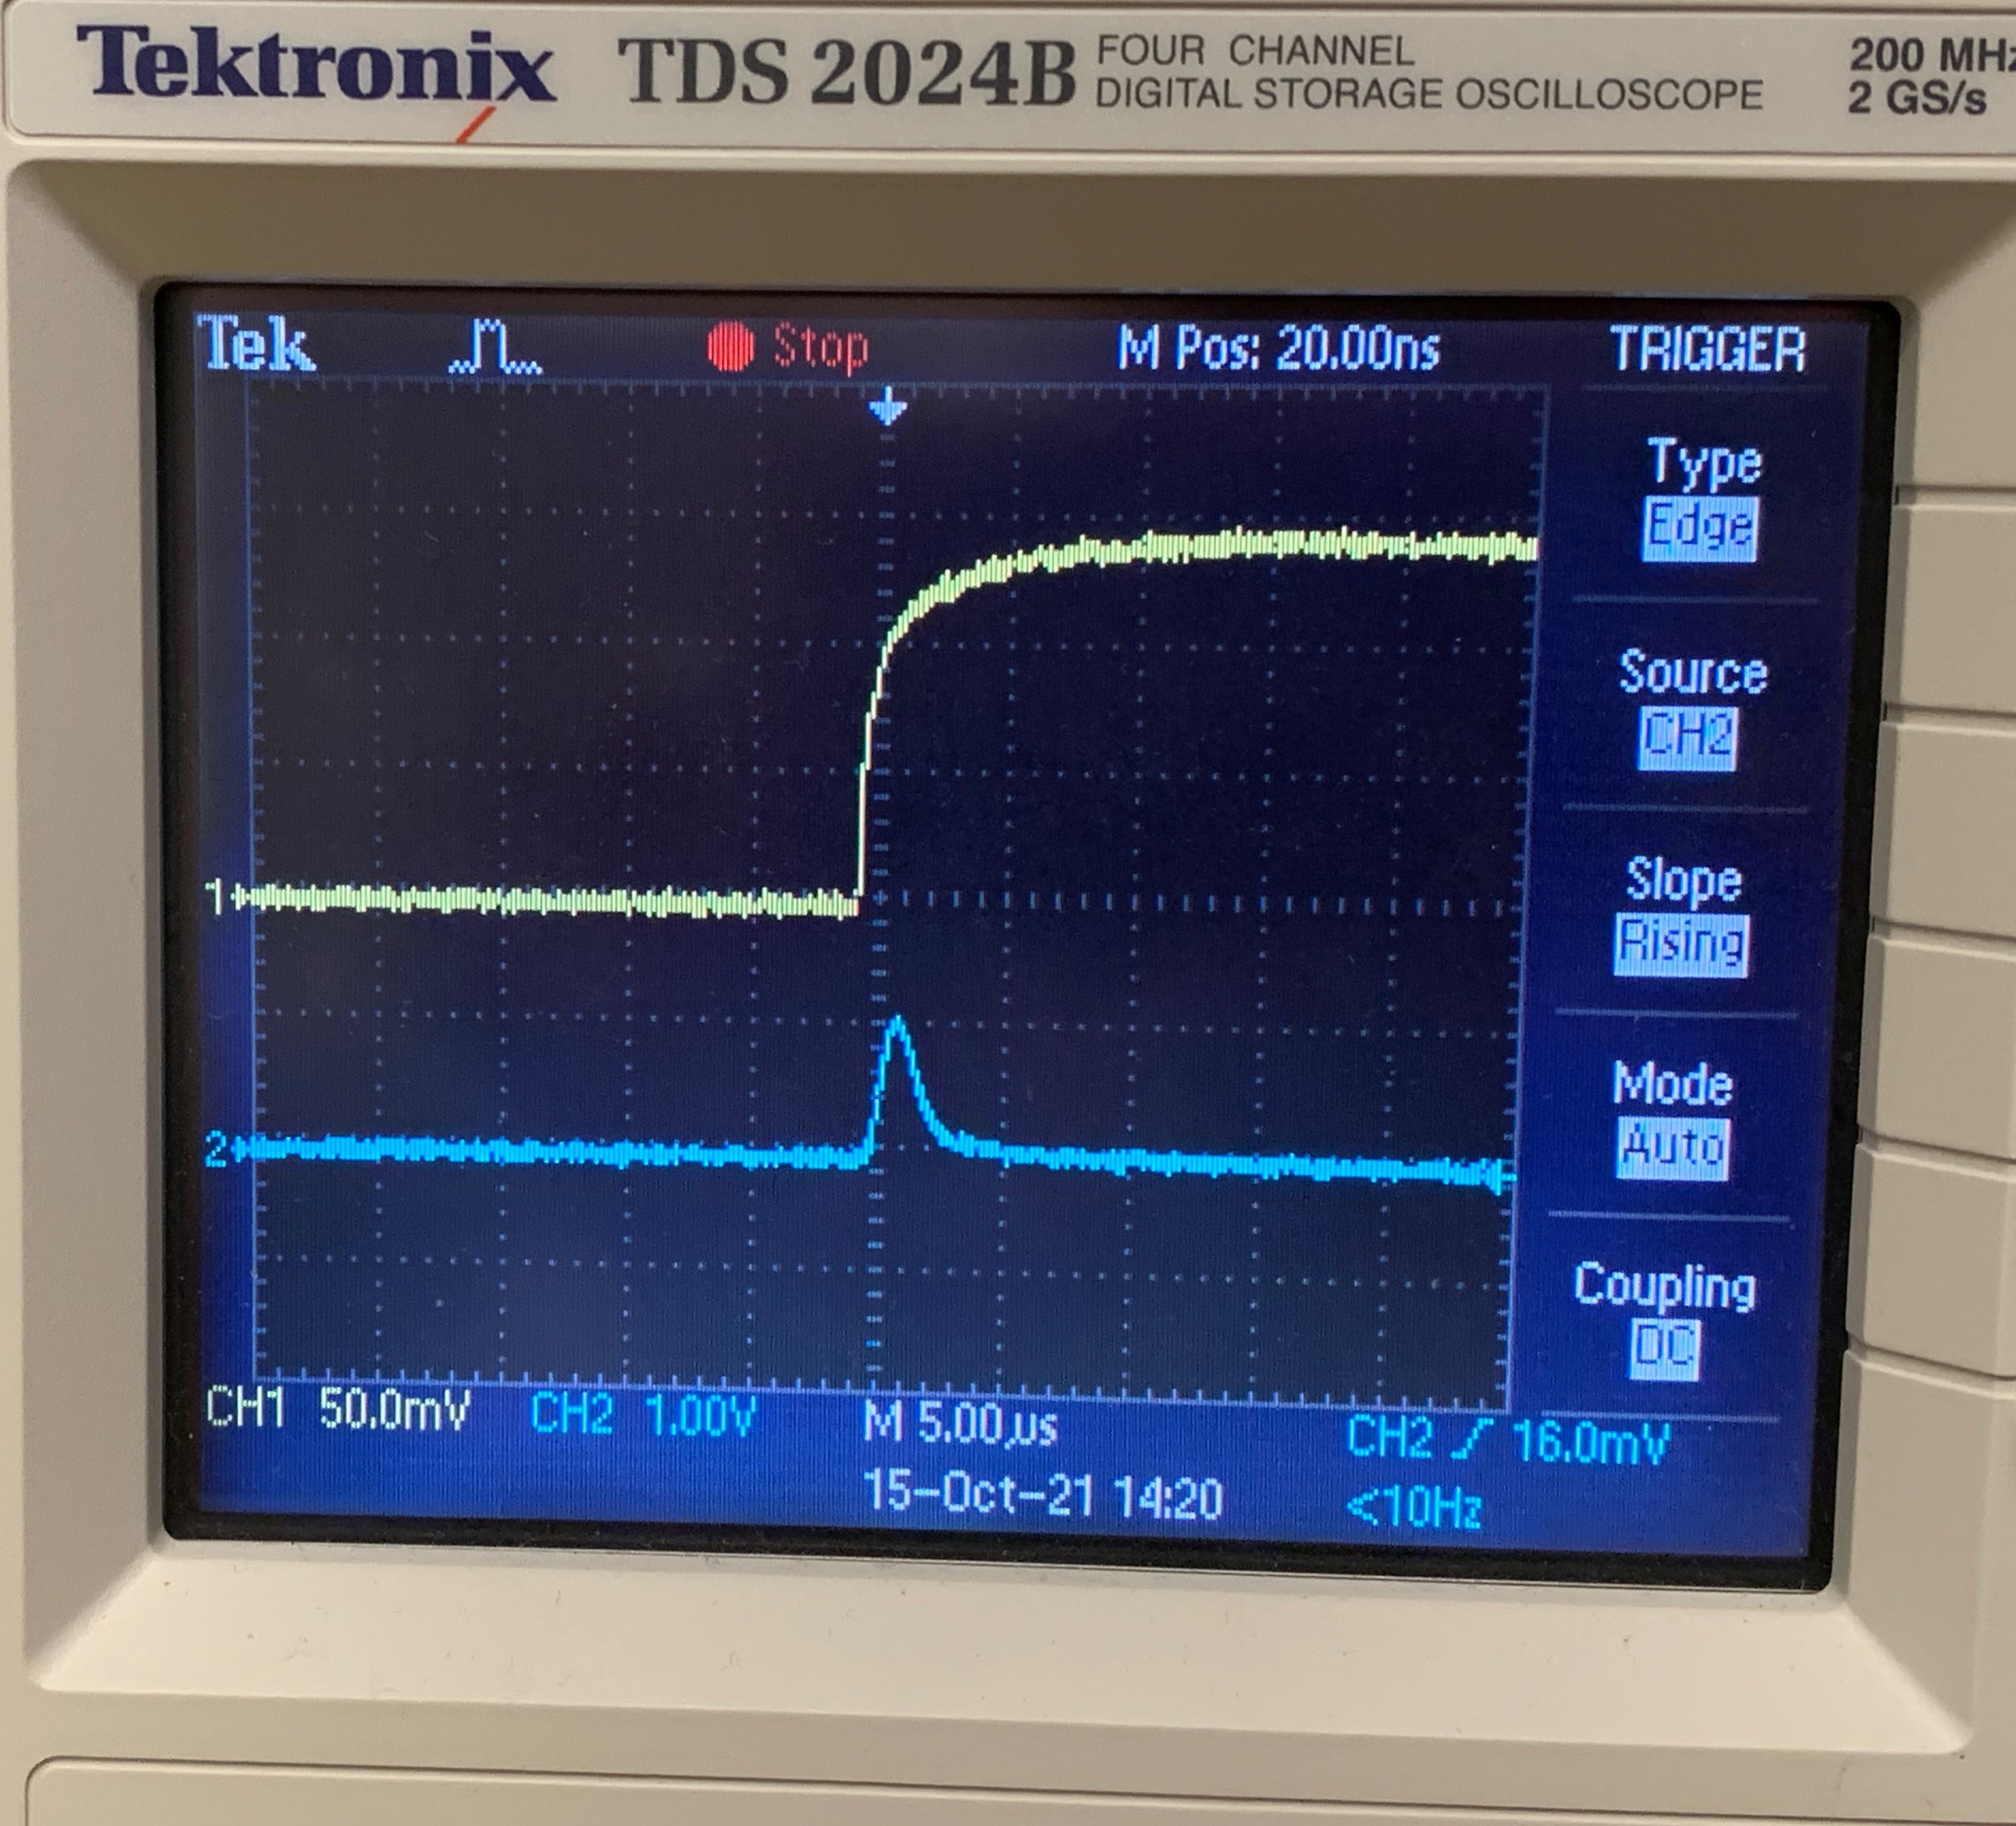 Tektronix TDS 2024B FOUR CHANNEL DIGITAL STORAGE OSCILLOSCOPE
200 MHz
2 GS/s
Tek Stop M Pos: 20.00ns TRIGGER
Type
Edge
Source
CH2
Slope
Rising
Mode
Auto
Coupling
DC
1
2
CH1 50.0mV CH2 1.00V M 5.00µs CH2 16.0mV
15-Oct-21 14:20 <10Hz